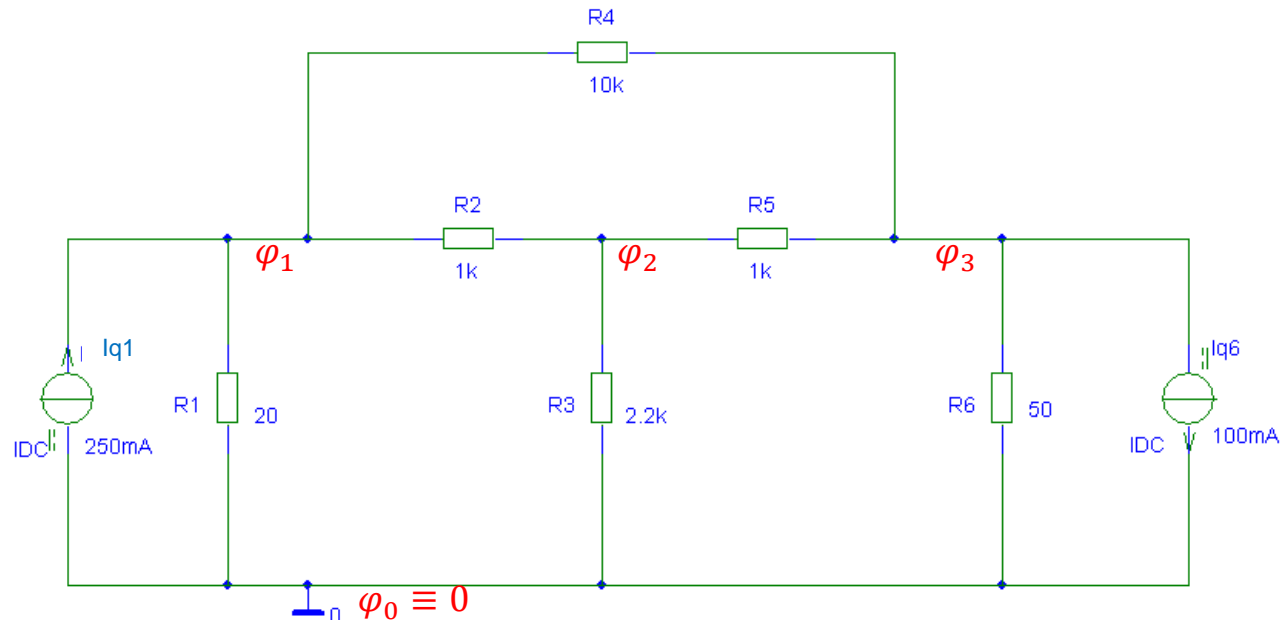 R4
10k
R2
R5
φ₁
φ₂
φ₃
1k
1k
Iq1
Iq6
R1
20
R3
2.2k
R6
50
IDC
250mA
IDC
100mA
0
φ₀ ≡ 0